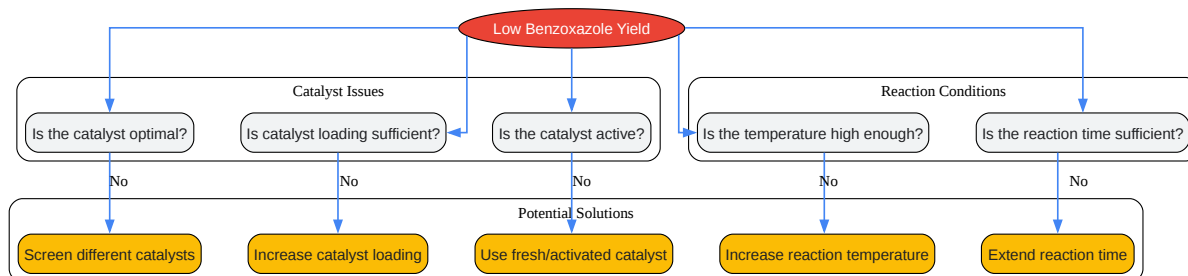 Low Benzoxazole Yield
Catalyst Issues
Reaction Conditions
Is the catalyst optimal?
Is catalyst loading sufficient?
Is the catalyst active?
Is the temperature high enough?
Is the reaction time sufficient?
No
No
No
No
No
Potential Solutions
Screen different catalysts
Increase catalyst loading
Use fresh/activated catalyst
Increase reaction temperature
Extend reaction time